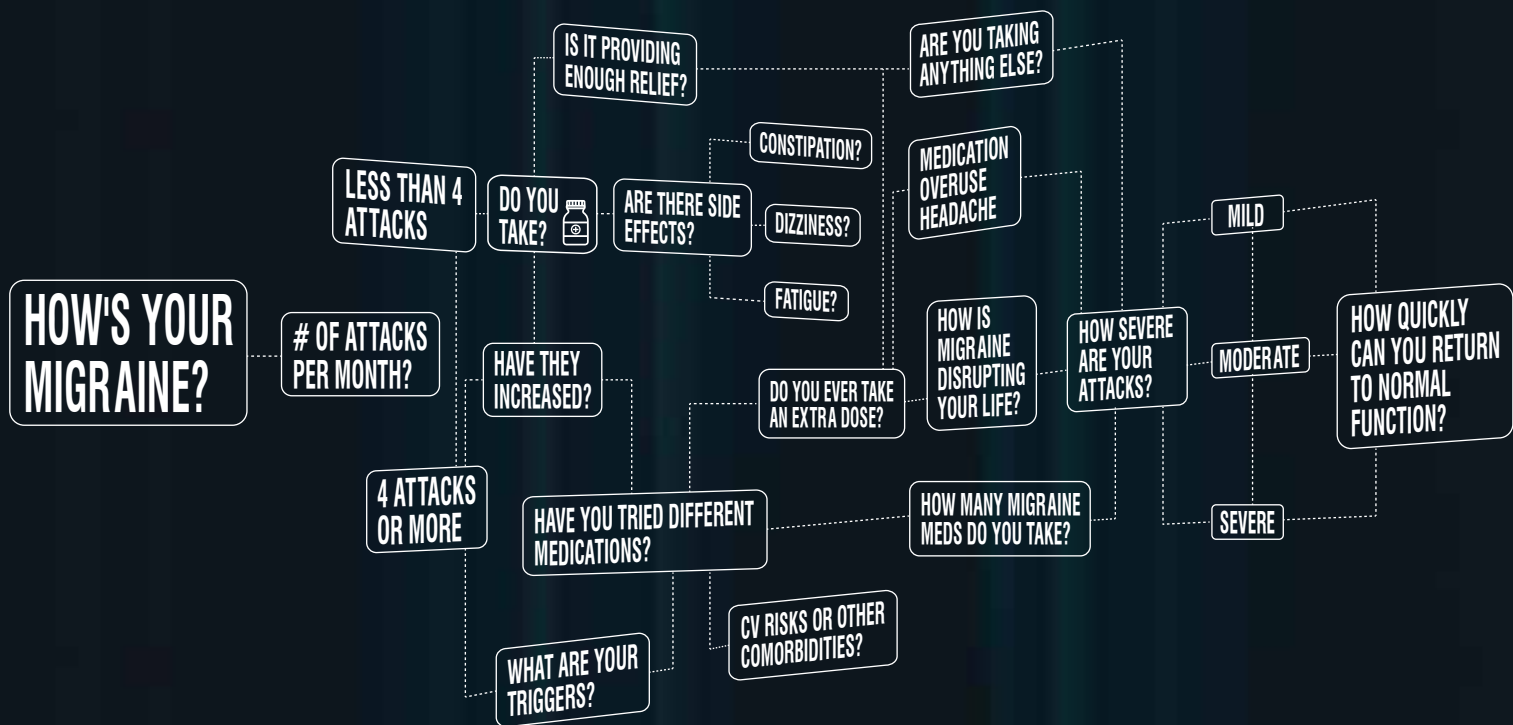 HOW'S YOUR
MIGRAINE?
# OF ATTACKS
PER MONTH?
LESS THAN 4
ATTACKS
4 ATTACKS
OR MORE
DO YOU
TAKE?
IS IT PROVIDING
ENOUGH RELIEF?
ARE THERE SIDE
EFFECTS?
CONSTIPATION?
DIZZINESS?
FATIGUE?
HAVE THEY
INCREASED?
HAVE YOU TRIED DIFFERENT
MEDICATIONS?
WHAT ARE YOUR
TRIGGERS?
CV RISKS OR OTHER
COMORBIDITIES?
DO YOU EVER TAKE
AN EXTRA DOSE?
ARE YOU TAKING
ANYTHING ELSE?
MEDICATION
OVERUSE
HEADACHE
HOW IS
MIGRAINE
DISRUPTING
YOUR LIFE?
HOW MANY MIGRAINE
MEDS DO YOU TAKE?
HOW SEVERE
ARE YOUR
ATTACKS?
MILD
MODERATE
SEVERE
HOW QUICKLY
CAN YOU RETURN
TO NORMAL
FUNCTION?